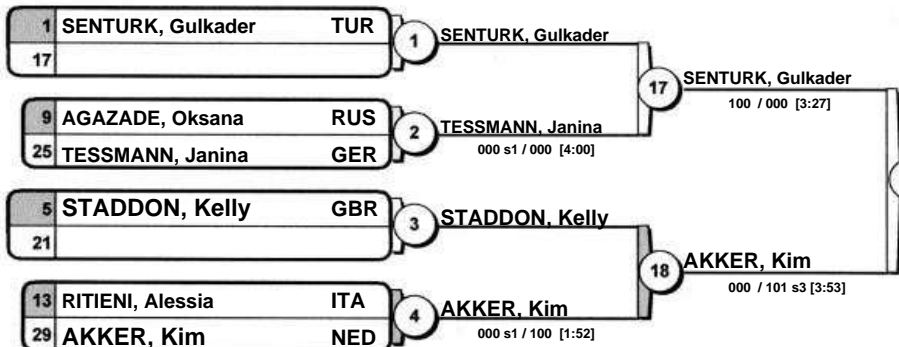 1 SENTURK, Gulkader TUR
17
1 SENTURK, Gulkader
9 AGAZADE, Oksana RUS
25 TESSMANN, Janina GER
2 TESSMANN, Janina
000 s1 / 000 [4:00]
17 SENTURK, Gulkader
100 / 000 [3:27]
5 STADDON, Kelly GBR
21
3 STADDON, Kelly
13 RITIENI, Alessia ITA
29 AKKER, Kim NED
4 AKKER, Kim
000 s1 / 100 [1:52]
18 AKKER, Kim
000 / 101 s3 [3:53]